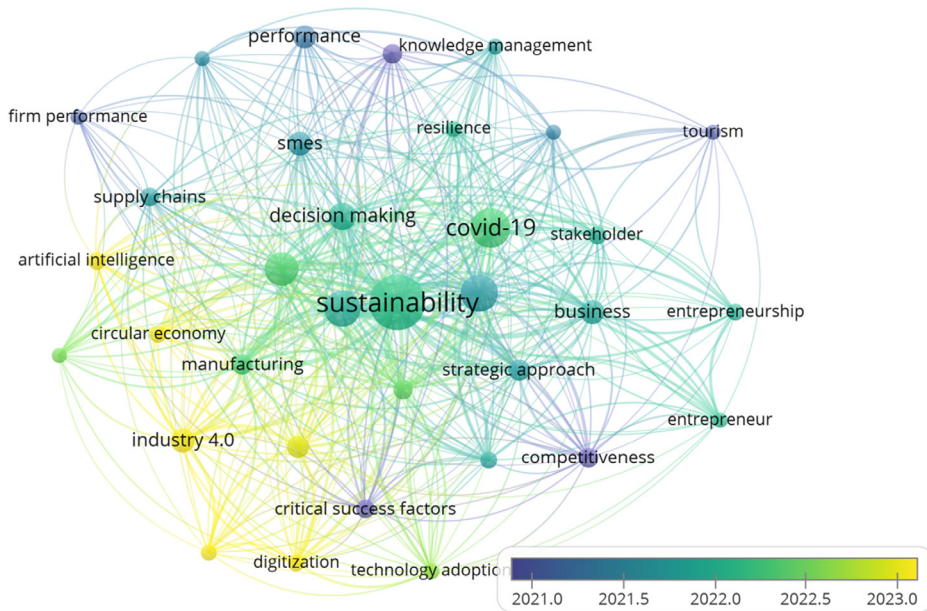 performance
knowledge management
firm performance
resilience
tourism
smes
supply chains
decision making
covid-19
stakeholder
artificial intelligence
sustainability
business
entrepreneurship
circular economy
manufacturing
strategic approach
entrepreneur
industry 4.0
competitiveness
critical success factors
digitization
technology adoption
2021.0 2021.5 2022.0 2022.5 2023.0